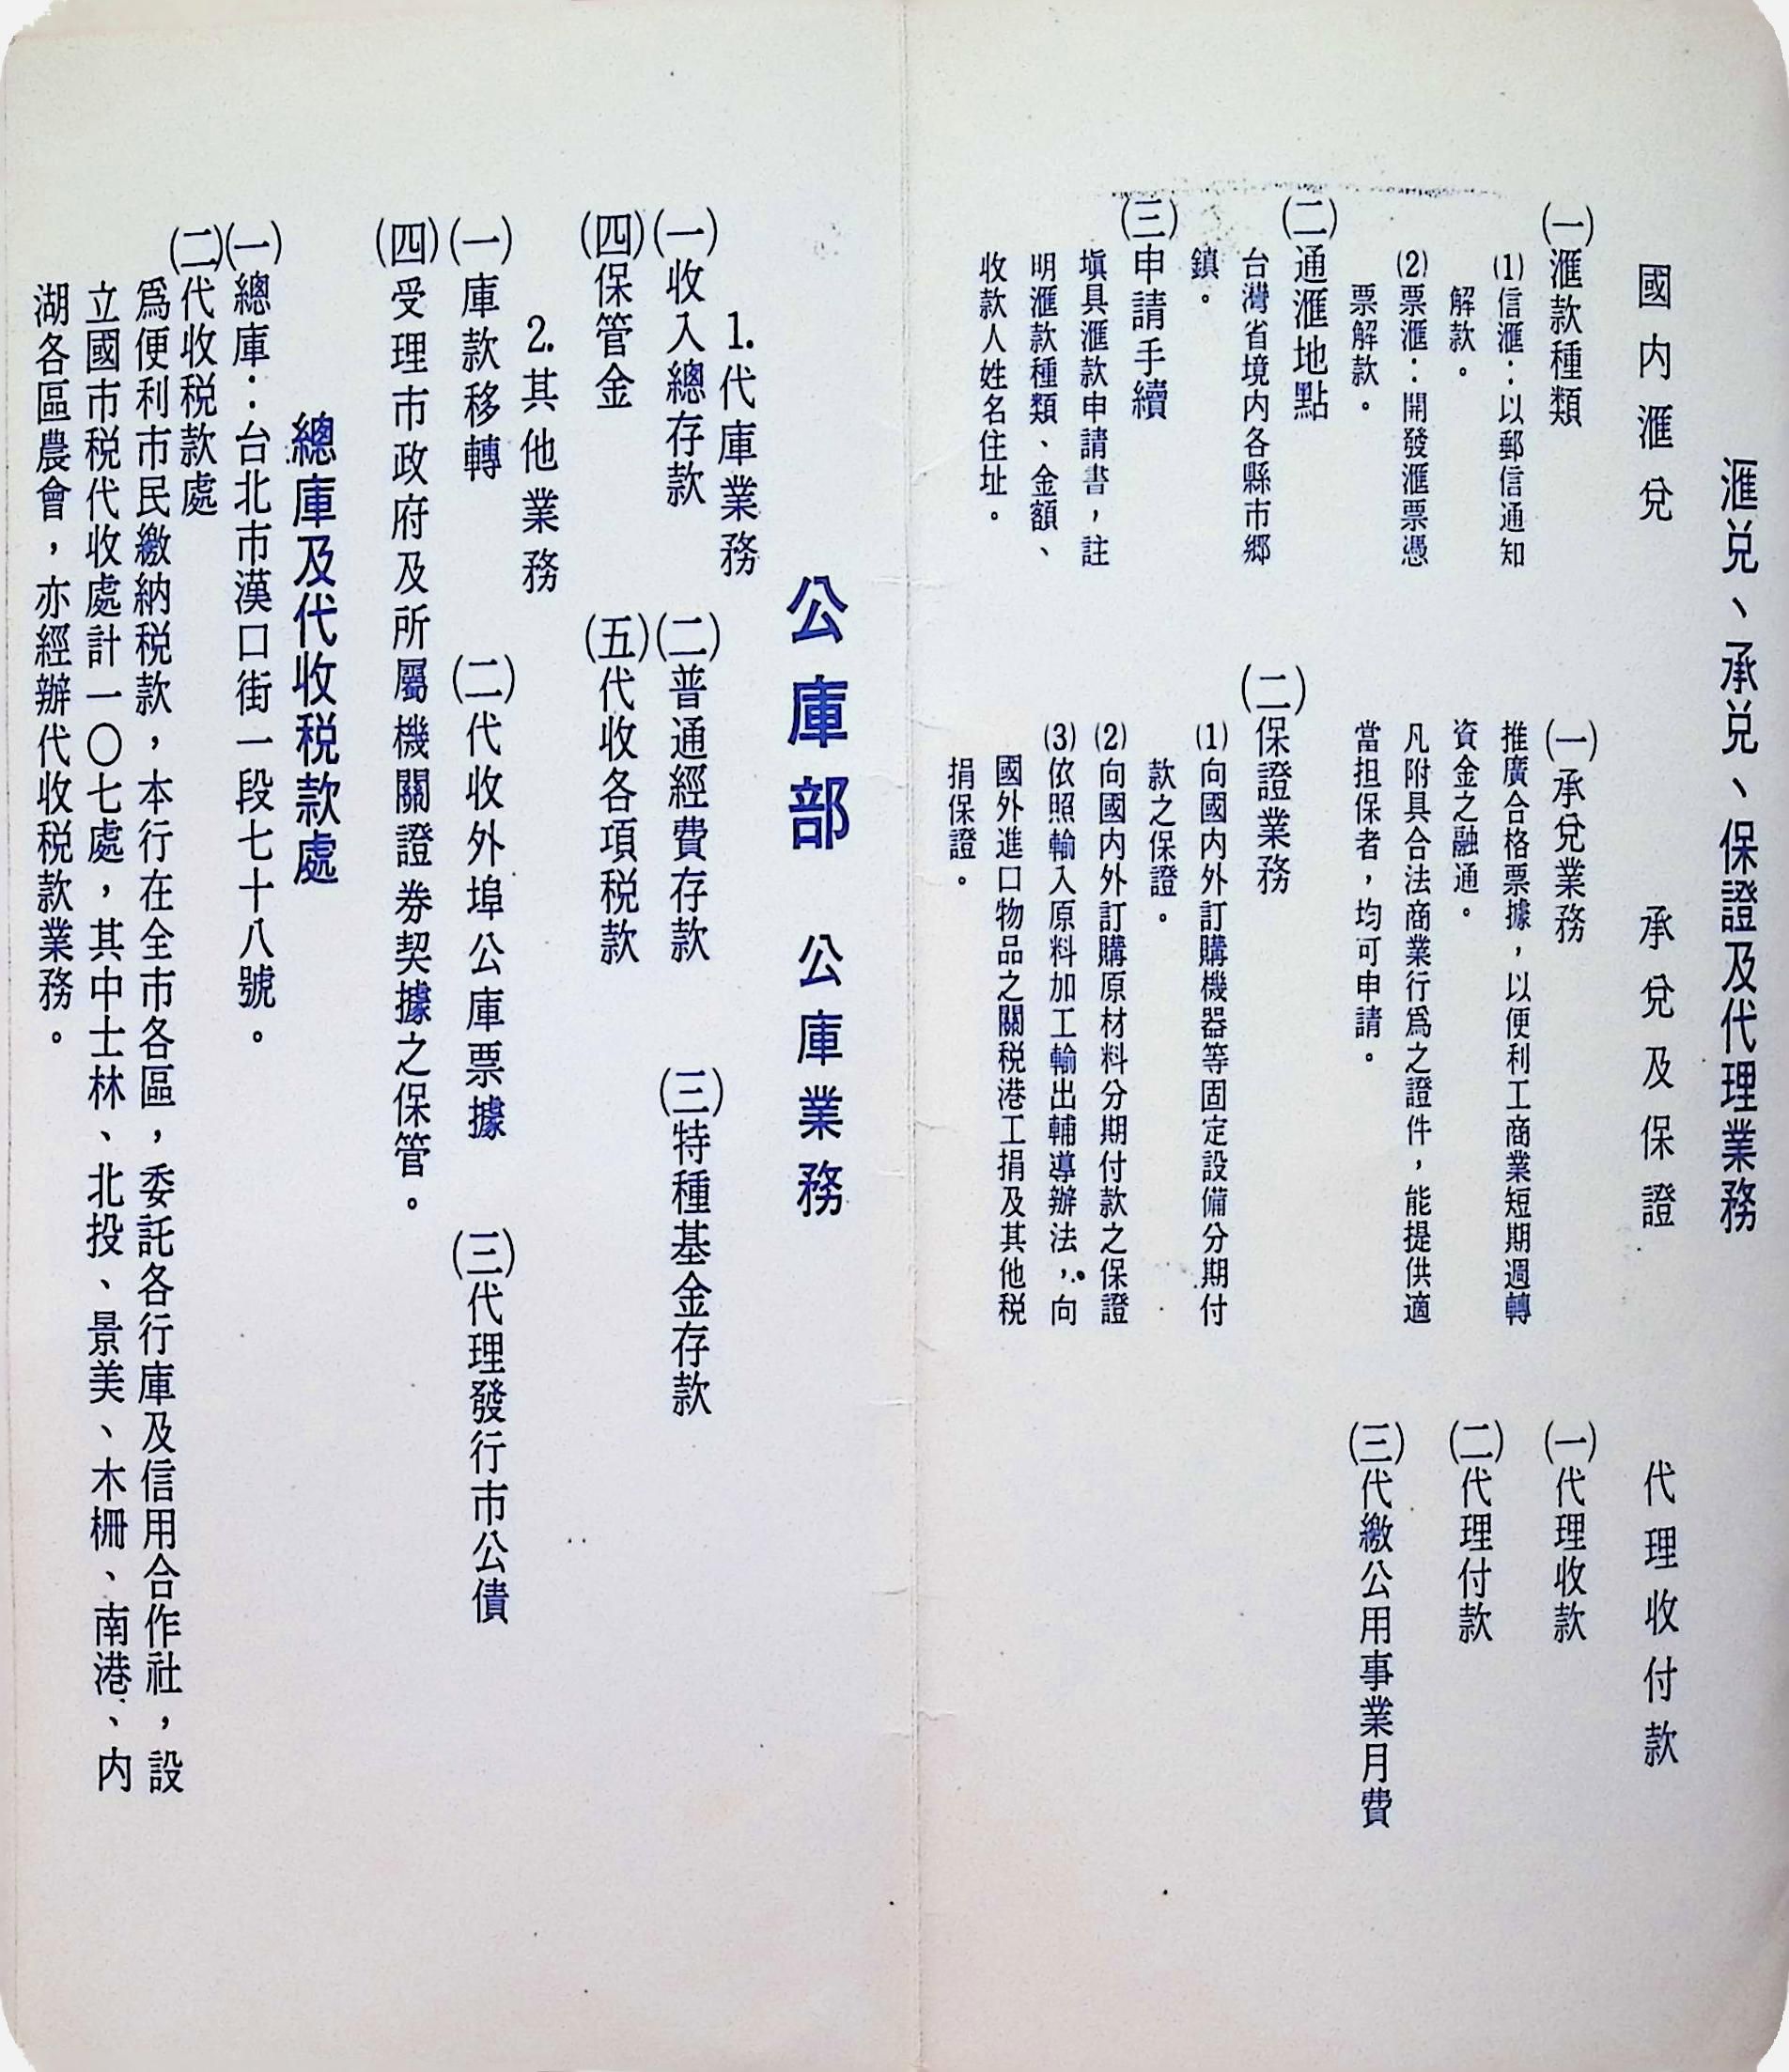 滙兑、承兑、保證及代理業務
國内滙兌
㈠滙款種類
⑴信滙：以郵信通知
解款。
⑵票滙：開發滙票憑
票解款。
㈡通滙地點
台灣省境内各縣市鄉
鎮。
㈢申請手續
塡具滙款申請書，註
明滙款種類、金額、
收款人姓名住址。
承兌及保證
㈠承兌業務
推廣合格票據，以便利工商業短期週轉
資金之融通。
凡附具合法商業行爲之證件，能提供適
當担保者，均可申請。
㈡保證業務
⑴向國内外訂購機器等固定設備分期付
款之保證。
⑵向國内外訂購原材料分期付款之保證
⑶依照輸入原料加工輸出輔導辦法，向
國外進口物品之關税港工捐及其他税
捐保證。
代理收付款
㈠代理收款
㈡代理付款
㈢代繳公用事業月費
公庫部 公庫業務
1.代庫業務
㈠收入總存款 ㈡普通經費存款 ㈢特種基金存款
㈣保管金 ㈤代收各項税款
2.其他業務
㈠庫款移轉 ㈡代收外埠公庫票據 ㈢代理發行市公債
㈣受理市政府及所屬機關證券契據之保管。
總庫及代收税款處
㈠總庫：台北市漢口街一段七十八號。
㈡代收税款處
爲便利市民繳納税款，本行在全市各區，委託各行庫及信用合作社，設
立國市税代收處計一〇七處，其中士林、北投、景美、木柵、南港、内
湖各區農會，亦經辦代收税款業務。